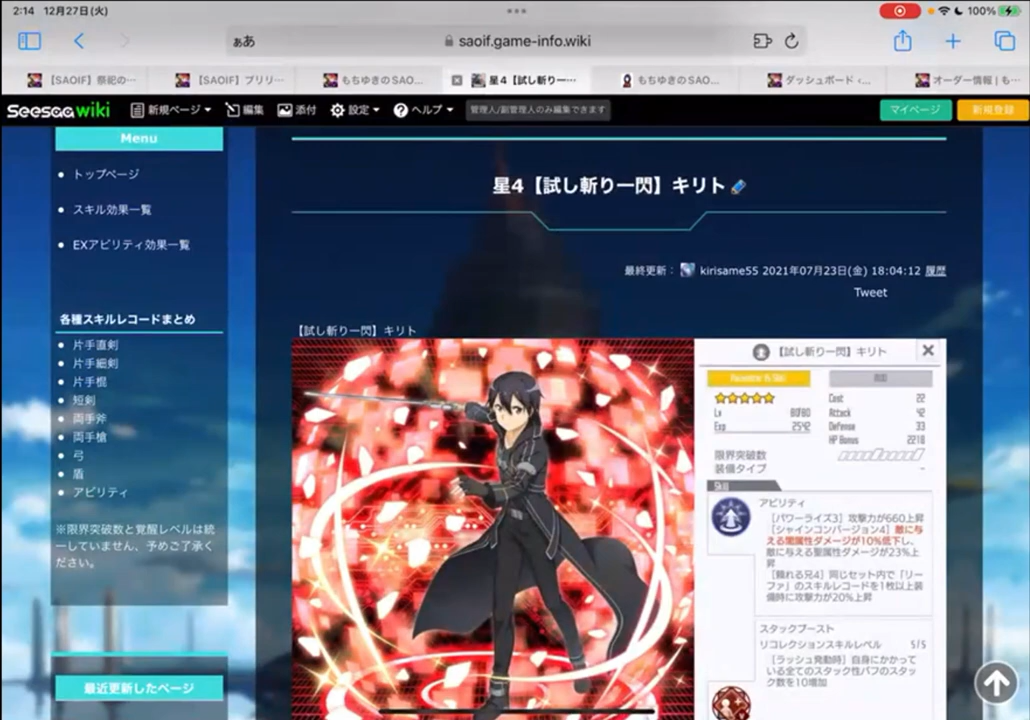 2:14 12月27日(火)
100%
ぁあ
saoif.game-info.wiki
【SAOIF】祭祀の…
【SAOIF】プリリ…
もちゆきのSAO…
星4【試し斬り一…
もちゆきのSAO…
ダッシュボード ‹…
オーダー情報 | も…
Seesaa wiki
新規ページ
編集
添付
設定
ヘルプ
管理人/副管理人のみ編集できます
マイページ
新規登録
Menu
トップページ
スキル効果一覧
EXアビリティ効果一覧
各種スキルレコードまとめ
片手直剣
片手細剣
片手棍
短剣
両手斧
両手槍
弓
盾
アビリティ
※限界突破数と覚醒レベルは統
一していません、予めご了承く
ださい。
最近更新したページ
星4【試し斬り一閃】キリト
最終更新： kirisame55 2021年07月23日(金) 18:04:12 履歴
Tweet
【試し斬り一閃】キリト
【試し斬り一閃】キリト
Lv 80/80
Exp 2542
Cost 22
Attack 42
Defense 33
HP Bonus 2218
限界突破数
装備タイプ -
Skill
アビリティ
［パワーライズ3］攻撃力が660上昇
［シャインコンバージョン4］敵に与
える闇属性ダメージが10%低下し、
敵に与える聖属性ダメージが23%上
昇
［頼れる兄4］同じセット内で「リー
ファ」のスキルレコードを1枚以上装
備時に攻撃力が20%上昇
スタックブースト
リコレクションスキルレベル 5/5
［ラッシュ発動時］自身にかかって
いる全てのスタック性バフのスタッ
ク数を10増加